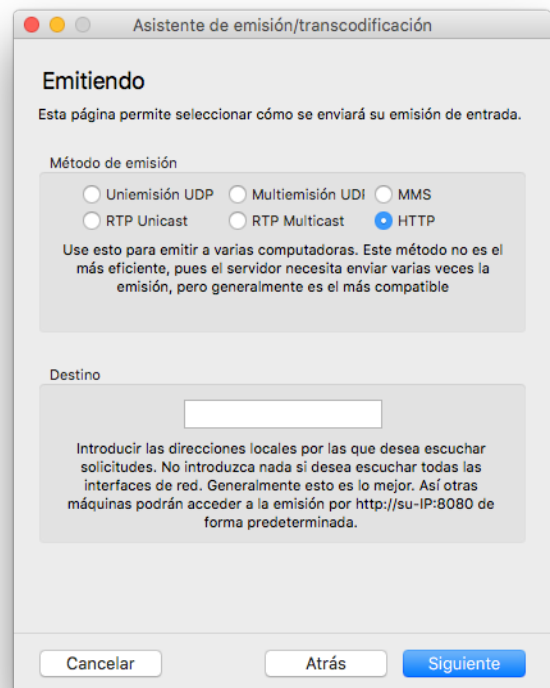 Asistente de emisión/transcodificación
Emitiendo
Esta página permite seleccionar cómo se enviará su emisión de entrada.
Método de emisión
Uniemisión UDP Multiemisión UDI MMS
RTP Unicast RTP Multicast HTTP
Use esto para emitir a varias computadoras. Este método no es el
más eficiente, pues el servidor necesita enviar varias veces la
emisión, pero generalmente es el más compatible
Destino
Introducir las direcciones locales por las que desea escuchar
solicitudes. No introduzca nada si desea escuchar todas las
interfaces de red. Generalmente esto es lo mejor. Así otras
máquinas podrán acceder a la emisión por http://su-IP:8080 de
forma predeterminada.
Cancelar Atrás Siguiente